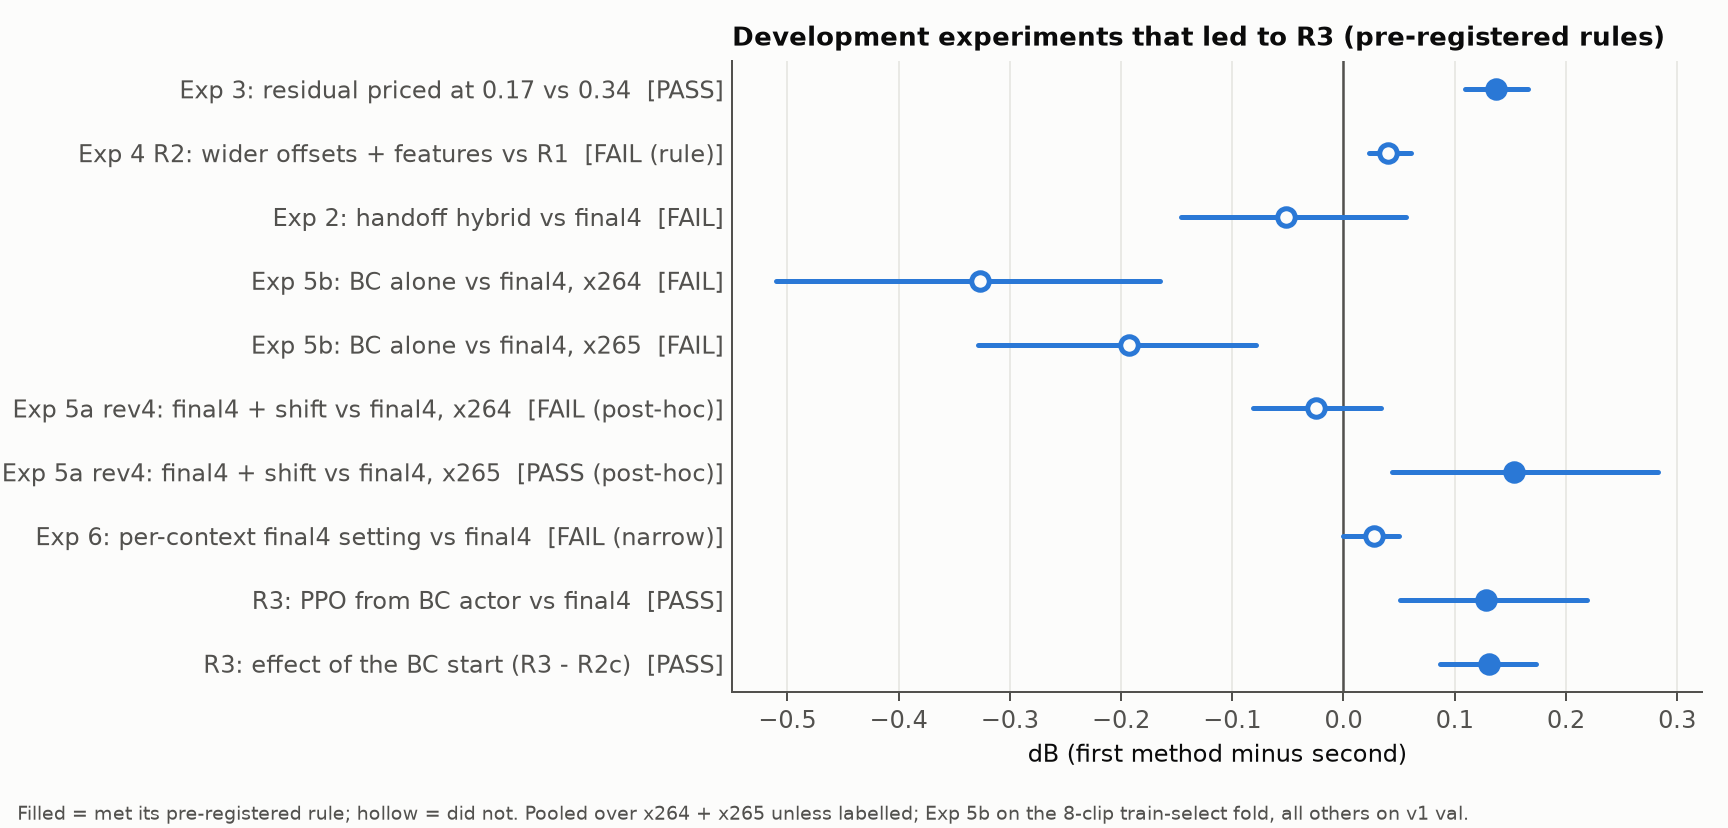 Development experiments that led to R3 (pre-registered rules)
Exp 3: residual priced at 0.17 vs 0.34  [PASS]
Exp 4 R2: wider offsets + features vs R1  [FAIL (rule)]
Exp 2: handoff hybrid vs final4  [FAIL]
Exp 5b: BC alone vs final4, x264  [FAIL]
Exp 5b: BC alone vs final4, x265  [FAIL]
Exp 5a rev4: final4 + shift vs final4, x264  [FAIL (post-hoc)]
Exp 5a rev4: final4 + shift vs final4, x265  [PASS (post-hoc)]
Exp 6: per-context final4 setting vs final4  [FAIL (narrow)]
R3: PPO from BC actor vs final4  [PASS]
R3: effect of the BC start (R3 - R2c)  [PASS]
−0.5 −0.4 −0.3 −0.2 −0.1 0.0 0.1 0.2 0.3
dB (first method minus second)
Filled = met its pre-registered rule; hollow = did not. Pooled over x264 + x265 unless labelled; Exp 5b on the 8-clip train-select fold, all others on v1 val.